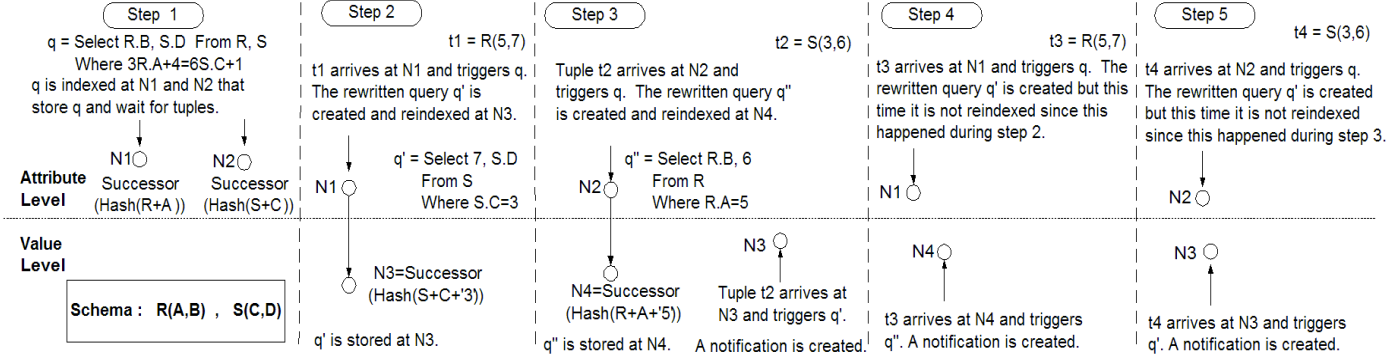 Step 1
q = Select R.B, S.D From R, S
Where 3R.A+4=6S.C+1
q is indexed at N1 and N2 that
store q and wait for tuples.
N1
N2
Attribute
Level
Successor
(Hash(R+A ))
Successor
(Hash(S+C))
Value
Level
Schema : R(A,B) , S(C,D)
Step 2
t1 = R(5,7)
t1 arrives at N1 and triggers q.
The rewritten query q' is
created and reindexed at N3.
q' = Select 7, S.D
From S
Where S.C=3
N1
N3=Successor
(Hash(S+C+'3'))
q' is stored at N3.
Step 3
t2 = S(3,6)
Tuple t2 arrives at N2 and
triggers q. The rewritten query q"
is created and reindexed at N4.
q" = Select R.B, 6
From R
Where R.A=5
N2
N3
N4=Successor
(Hash(R+A+'5'))
q" is stored at N4.
Tuple t2 arrives at
N3 and triggers q'.
A notification is created.
Step 4
t3 = R(5,7)
t3 arrives at N1 and triggers q. The
rewritten query q' is created but this
time it is not reindexed since this
happened during step 2.
N1
N4
t3 arrives at N4 and triggers
q". A notification is created.
Step 5
t4 = S(3,6)
t4 arrives at N2 and triggers q.
The rewritten query q' is created
but this time it is not reindexed
since this happened during step 3.
N2
N3
t4 arrives at N3 and triggers
q'. A notification is created.